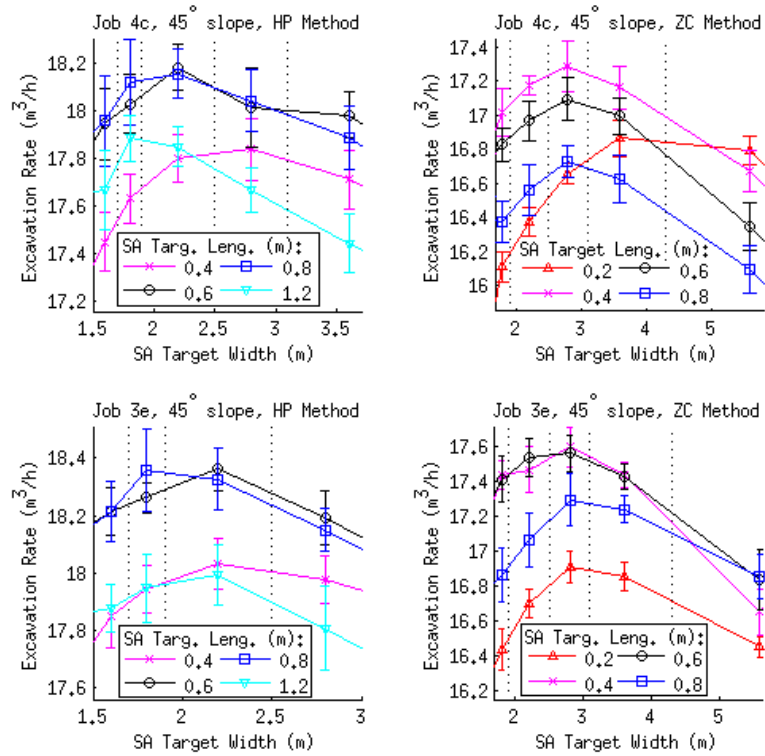 Job 4c, 45° slope, HP Method
Excavation Rate (m³/h)
18.2
18
17.8
17.6
17.4
17.2
SA Targ. Leng. (m):
0.4 0.8
0.6 1.2
1.5 2 2.5 3 3.5
SA Target Width (m)
Job 4c, 45° slope, ZC Method
Excavation Rate (m³/h)
17.4
17.2
17
16.8
16.6
16.4
16.2
16
SA Target Leng. (m):
0.2 0.6
0.4 0.8
2 3 4 5
SA Target Width (m)
Job 3e, 45° slope, HP Method
Excavation Rate (m³/h)
18.4
18.2
18
17.8
17.6
SA Targ. Leng. (m):
0.4 0.8
0.6 1.2
1.5 2 2.5 3
SA Target Width (m)
Job 3e, 45° slope, ZC Method
Excavation Rate (m³/h)
17.6
17.4
17.2
17
16.8
16.6
16.4
16.2
SA Targ. Leng. (m):
0.2 0.6
0.4 0.8
2 3 4 5
SA Target Width (m)